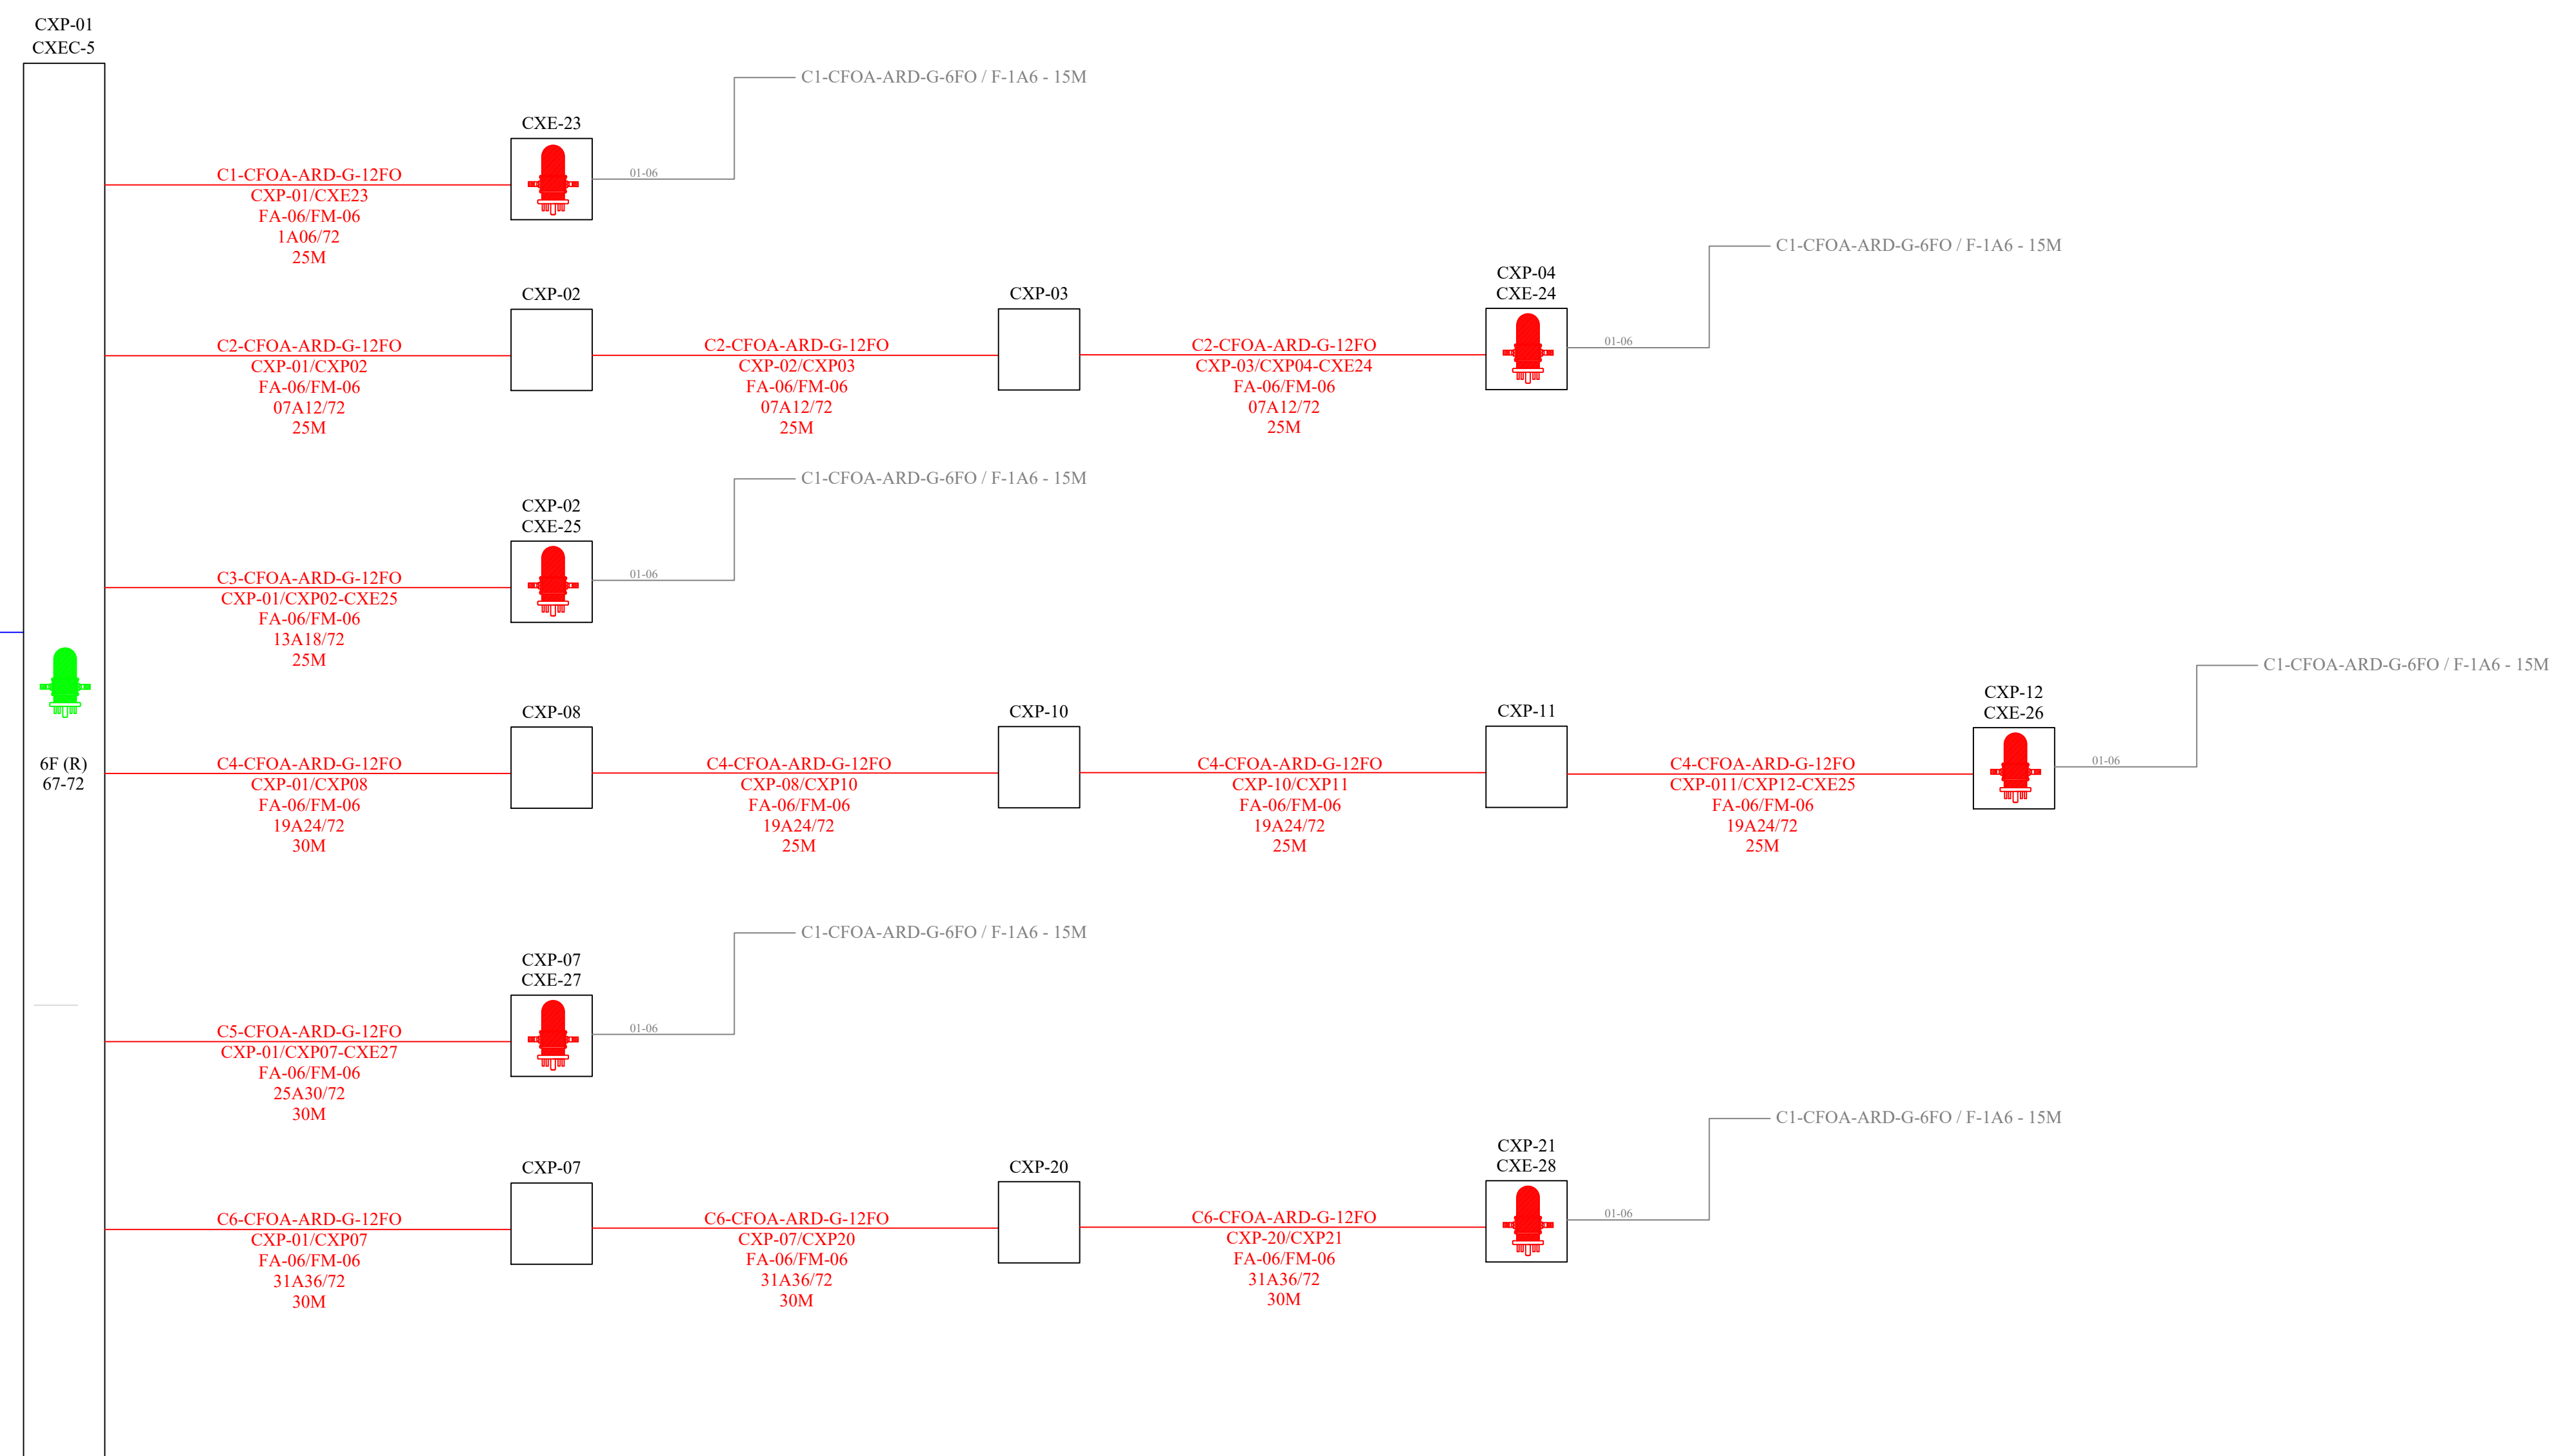 CXP-01
CXEC-5
C1-CFOA-ARD-G-6FO / F-1A6 - 15M
CXE-23
01-06
C1-CFOA-ARD-G-12FO
CXP-01/CXE23
FA-06/FM-06
1A06/72
25M
C1-CFOA-ARD-G-6FO / F-1A6 - 15M
CXP-02
CXP-03
CXP-04
CXE-24
01-06
C2-CFOA-ARD-G-12FO
CXP-01/CXP02
FA-06/FM-06
07A12/72
25M
C2-CFOA-ARD-G-12FO
CXP-02/CXP03
FA-06/FM-06
07A12/72
25M
C2-CFOA-ARD-G-12FO
CXP-03/CXP04-CXE24
FA-06/FM-06
07A12/72
25M
C1-CFOA-ARD-G-6FO / F-1A6 - 15M
CXP-02
CXE-25
01-06
C3-CFOA-ARD-G-12FO
CXP-01/CXP02-CXE25
FA-06/FM-06
13A18/72
25M
C1-CFOA-ARD-G-6FO / F-1A6 - 15M
6F (R)
67-72
CXP-08
CXP-10
CXP-11
CXP-12
CXE-26
01-06
C4-CFOA-ARD-G-12FO
CXP-01/CXP08
FA-06/FM-06
19A24/72
30M
C4-CFOA-ARD-G-12FO
CXP-08/CXP10
FA-06/FM-06
19A24/72
25M
C4-CFOA-ARD-G-12FO
CXP-10/CXP11
FA-06/FM-06
19A24/72
25M
C4-CFOA-ARD-G-12FO
CXP-011/CXP12-CXE25
FA-06/FM-06
19A24/72
25M
C1-CFOA-ARD-G-6FO / F-1A6 - 15M
CXP-07
CXE-27
01-06
C5-CFOA-ARD-G-12FO
CXP-01/CXP07-CXE27
FA-06/FM-06
25A30/72
30M
C1-CFOA-ARD-G-6FO / F-1A6 - 15M
CXP-07
CXP-20
CXP-21
CXE-28
01-06
C6-CFOA-ARD-G-12FO
CXP-01/CXP07
FA-06/FM-06
31A36/72
30M
C6-CFOA-ARD-G-12FO
CXP-07/CXP20
FA-06/FM-06
31A36/72
30M
C6-CFOA-ARD-G-12FO
CXP-20/CXP21
FA-06/FM-06
31A36/72
30M